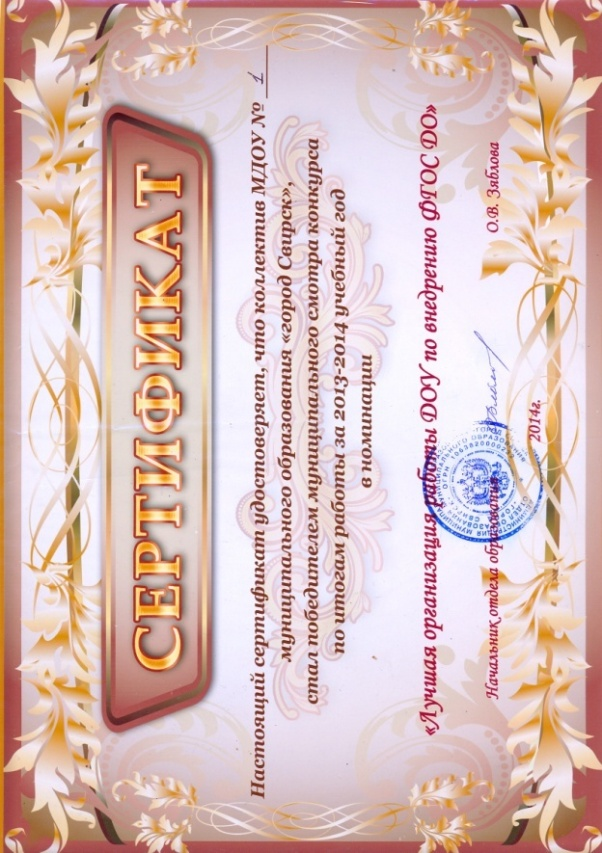 СЕРТИФИКАТ
Настоящий сертификат удостоверяет, что коллектив МДОУ № 1
муниципального образования «город Свирск»,
стал победителем муниципального смотра конкурса
по итогам работы за 2013-2014 учебный год
в номинации
«Лучшая организация работы ДОУ по внедрению ФГОС ДО»
Начальник отдела образования О.В. Зяблова
2014г.